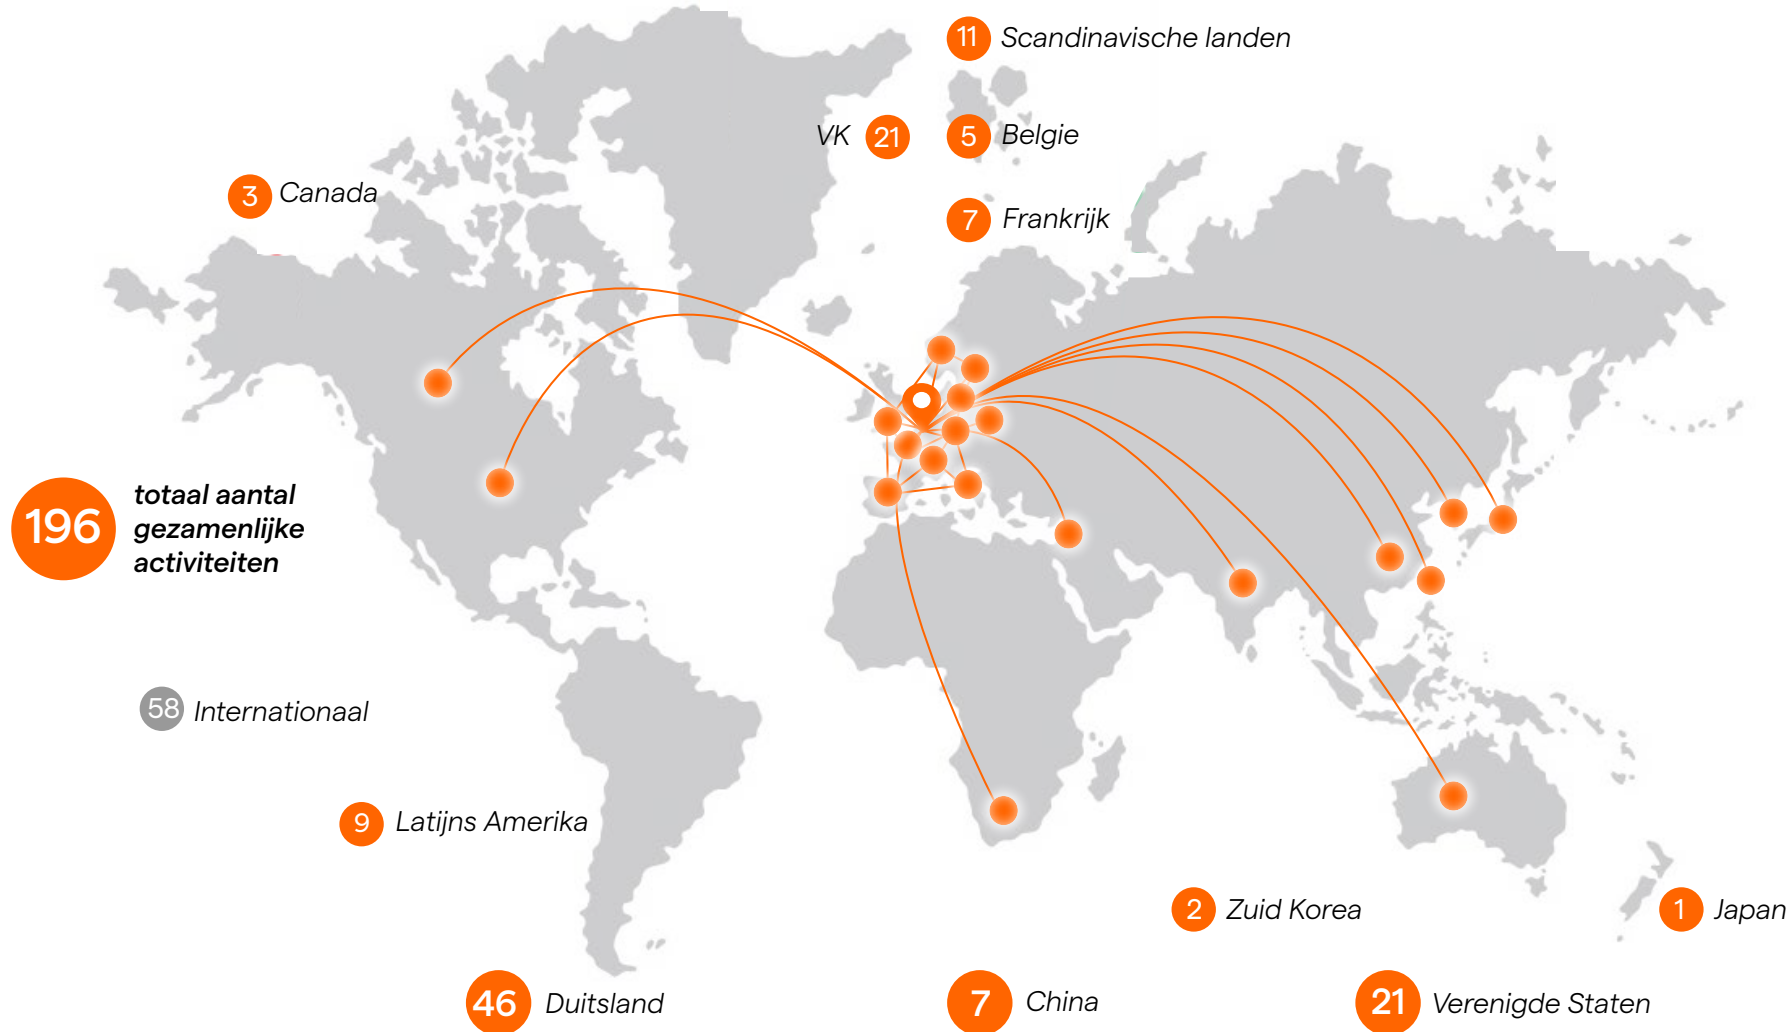 11 Scandinavische landen
VK 21
5 Belgie
3 Canada
7 Frankrijk
196
totaal aantal
gezamenlijke
activiteiten
58 Internationaal
9 Latijns Amerika
2 Zuid Korea
1 Japan
46 Duitsland
7 China
21 Verenigde Staten